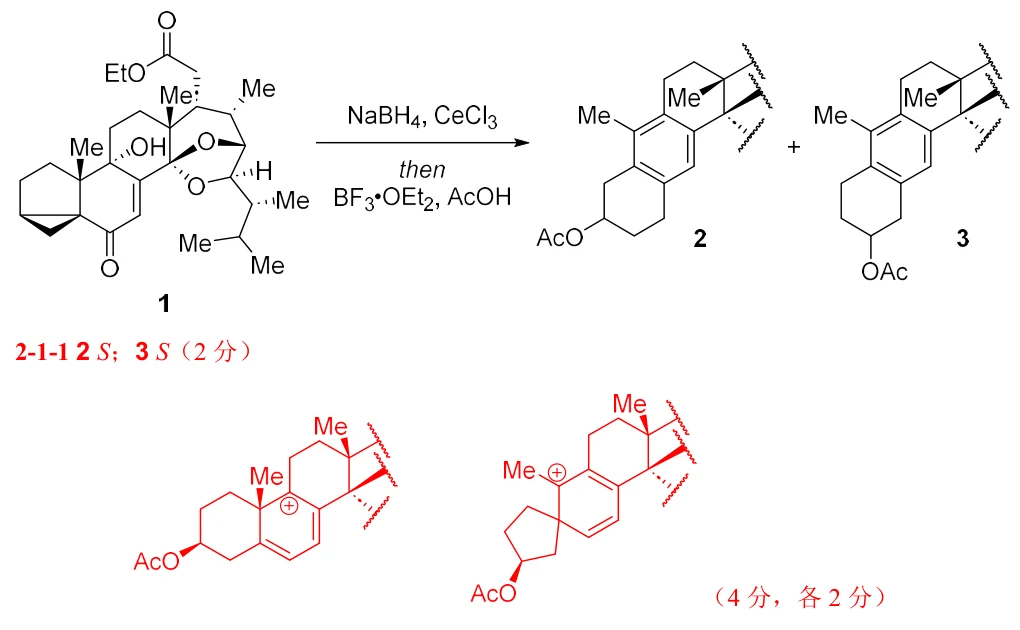 O
EtO
Me
Me
Me
OH
O
H
O
Me
Me
Me
O
1
NaBH4, CeCl3
then
BF3•OEt2, AcOH
Me
Me
AcO
2
+
Me
Me
OAc
3
2-1-1 2 S； 3 S（2 分）
Me
Me
⊕
AcO
Me
Me
⊕
AcO
（4 分，各 2 分）